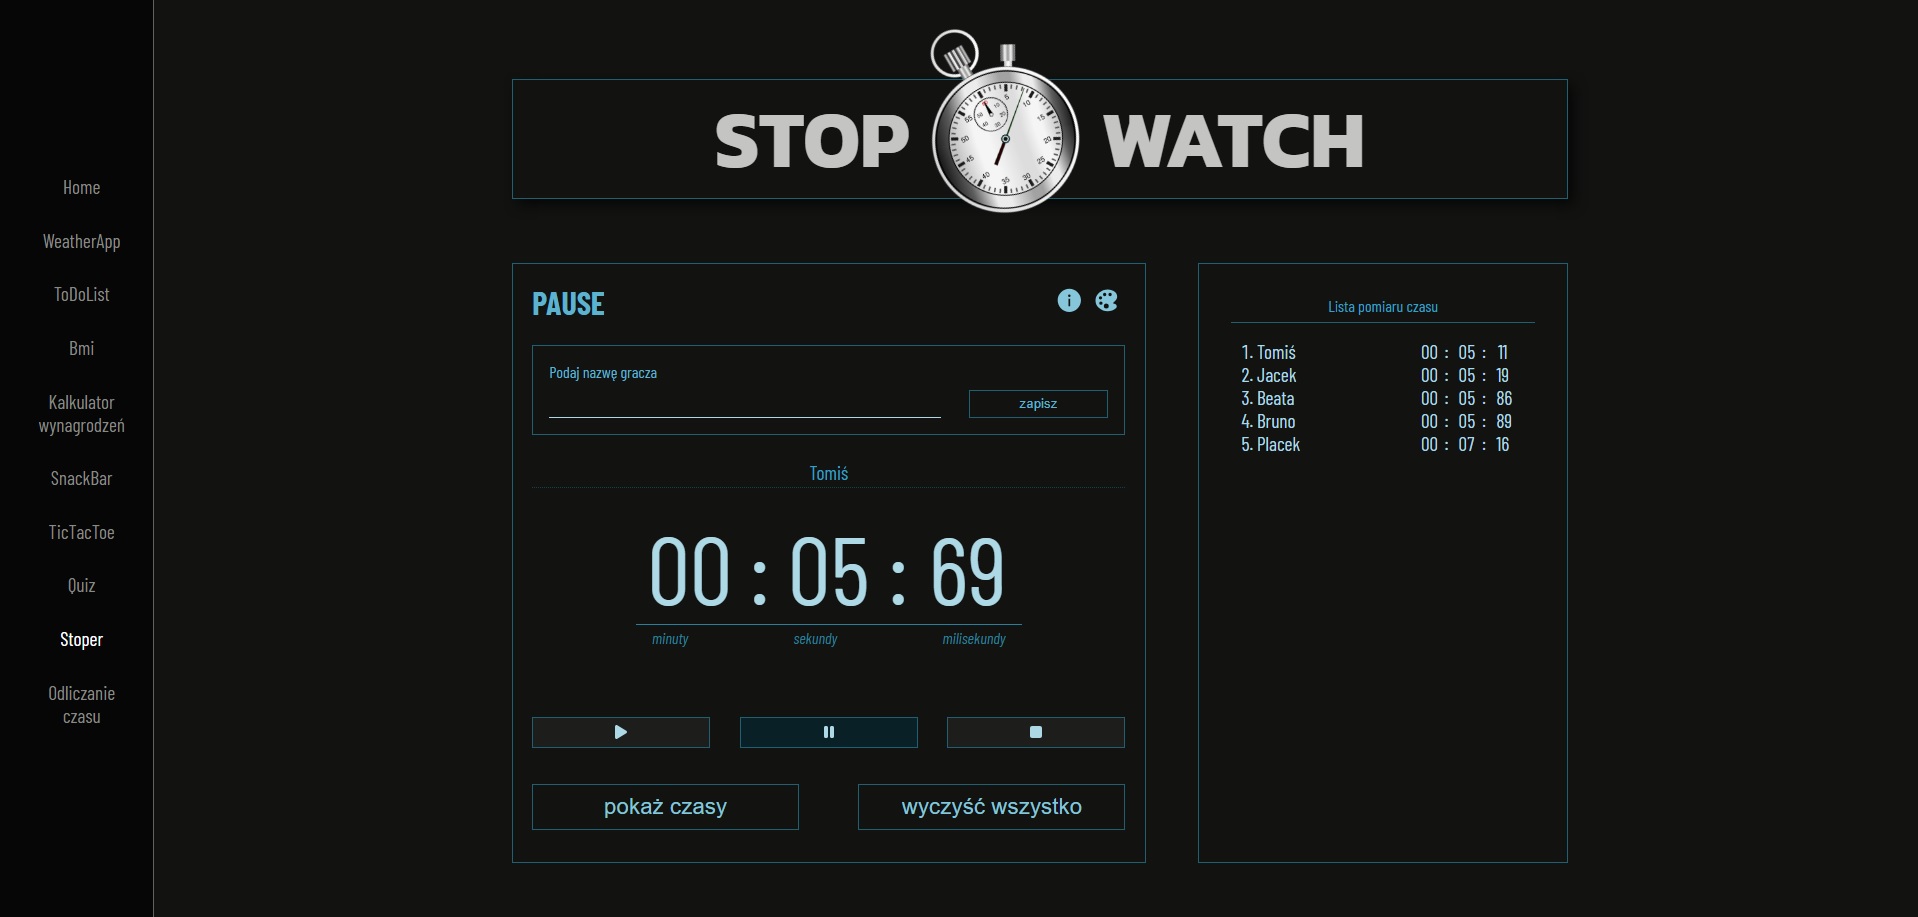 Home
WeatherApp
ToDoList
Bmi
Kalkulator
wynagrodzeń
SnackBar
TicTacToe
Quiz
Stoper
Odliczanie
czasu
STOP WATCH
PAUSE
Podaj nazwę gracza
zapisz
Tomiś
00 : 05 : 69
minuty sekundy milisekundy
pokaż czasy wyczyść wszystko
Lista pomiaru czasu
1. Tomiś 00 : 05 : 11
2. Jacek 00 : 05 : 19
3. Beata 00 : 05 : 86
4. Bruno 00 : 05 : 89
5. Placek 00 : 07 : 16